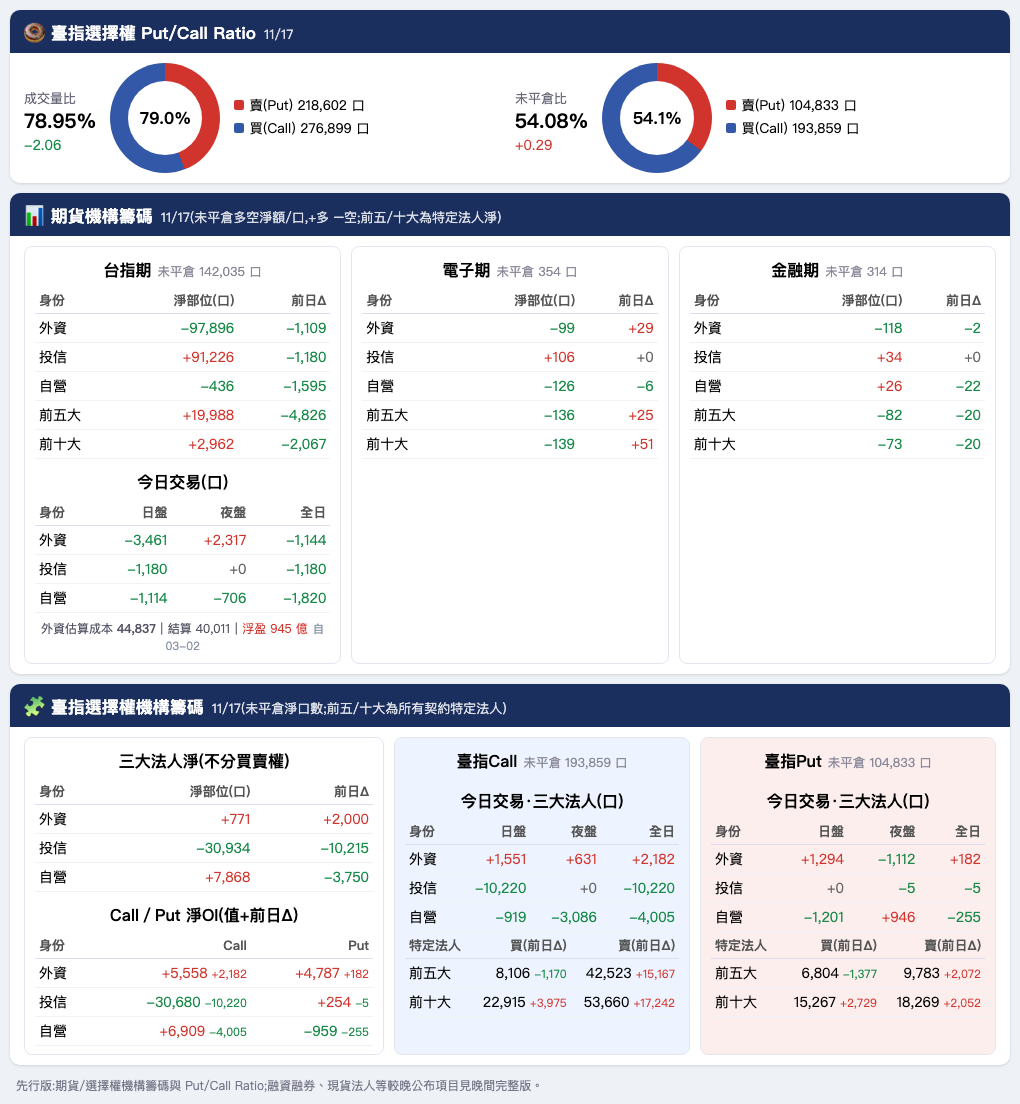 臺指選擇權 Put/Call Ratio 11/17
成交量比
78.95%
−2.06
79.0%
賣(Put) 218,602 口
買(Call) 276,899 口
未平倉比
54.08%
+0.29
54.1%
賣(Put) 104,833 口
買(Call) 193,859 口
期貨機構籌碼 11/17(未平倉多空淨額/口,+多 −空;前五/十大為特定法人淨)
台指期 未平倉 142,035 口
身份 淨部位(口) 前日Δ
外資 −97,896 −1,109
投信 +91,226 −1,180
自營 −436 −1,595
前五大 +19,988 −4,826
前十大 +2,962 −2,067
今日交易(口)
身份 日盤 夜盤 全日
外資 −3,461 +2,317 −1,144
投信 −1,180 +0 −1,180
自營 −1,114 −706 −1,820
外資估算成本 44,837｜結算 40,011｜浮盈 945 億 自
03−02
電子期 未平倉 354 口
身份 淨部位(口) 前日Δ
外資 −99 +29
投信 +106 +0
自營 −126 −6
前五大 −136 +25
前十大 −139 +51
金融期 未平倉 314 口
身份 淨部位(口) 前日Δ
外資 −118 −2
投信 +34 +0
自營 +26 −22
前五大 −82 −20
前十大 −73 −20
臺指選擇權機構籌碼 11/17(未平倉淨口數;前五/十大為所有契約特定法人)
三大法人淨(不分買賣權)
身份 淨部位(口) 前日Δ
外資 +771 +2,000
投信 −30,934 −10,215
自營 +7,868 −3,750
Call / Put 淨OI(值+前日Δ)
身份 Call Put
外資 +5,558 +2,182 +4,787 +182
投信 −30,680 −10,220 +254 −5
自營 +6,909 −4,005 −959 −255
臺指Call 未平倉 193,859 口
今日交易·三大法人(口)
身份 日盤 夜盤 全日
外資 +1,551 +631 +2,182
投信 −10,220 +0 −10,220
自營 −919 −3,086 −4,005
特定法人 買(前日Δ) 賣(前日Δ)
前五大 8,106 −1,170 42,523 +15,167
前十大 22,915 +3,975 53,660 +17,242
臺指Put 未平倉 104,833 口
今日交易·三大法人(口)
身份 日盤 夜盤 全日
外資 +1,294 −1,112 +182
投信 +0 −5 −5
自營 −1,201 +946 −255
特定法人 買(前日Δ) 賣(前日Δ)
前五大 6,804 −1,377 9,783 +2,072
前十大 15,267 +2,729 18,269 +2,052
先行版:期貨/選擇權機構籌碼與 Put/Call Ratio;融資融券、現貨法人等較晚公布項目見晚間完整版。